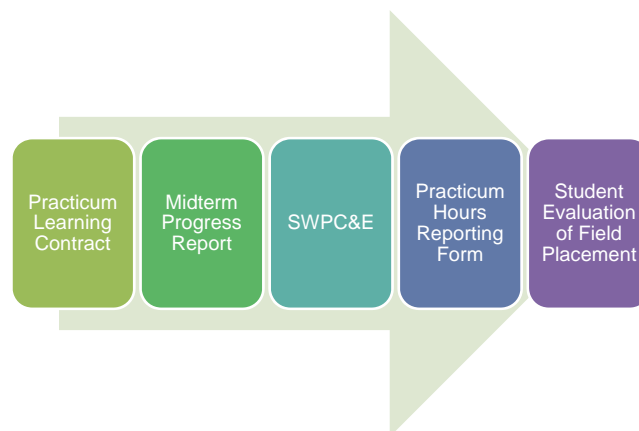 Practicum
Learning
Contract
Midterm
Progress
Report
SWPC&E
Practicum
Hours
Reporting
Form
Student
Evaluation
of Field
Placement